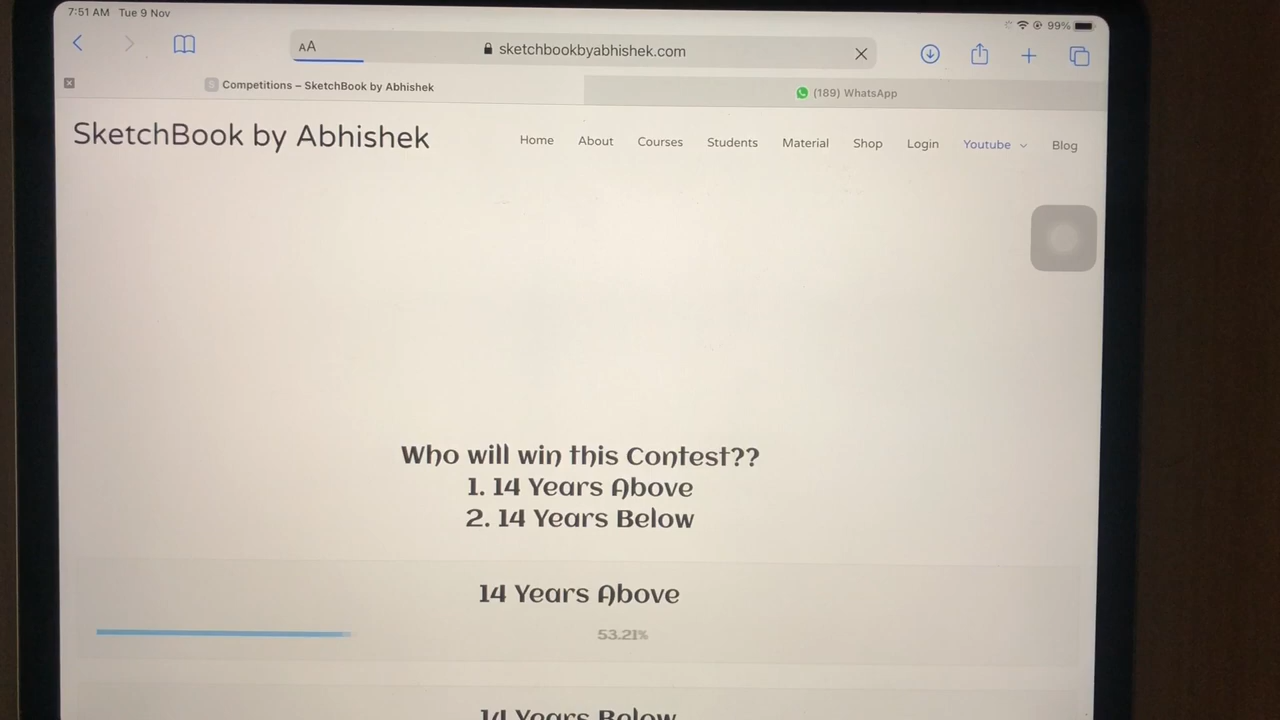 7:51 AM Tue 9 Nov
99%
AA sketchbookbyabhishek.com
Competitions – SketchBook by Abhishek
(189) WhatsApp
SketchBook by Abhishek
Home About Courses Students Material Shop Login Youtube Blog
Who will win this Contest??
1. 14 Years Above
2. 14 Years Below
14 Years Above
53.21%
14 Years Below